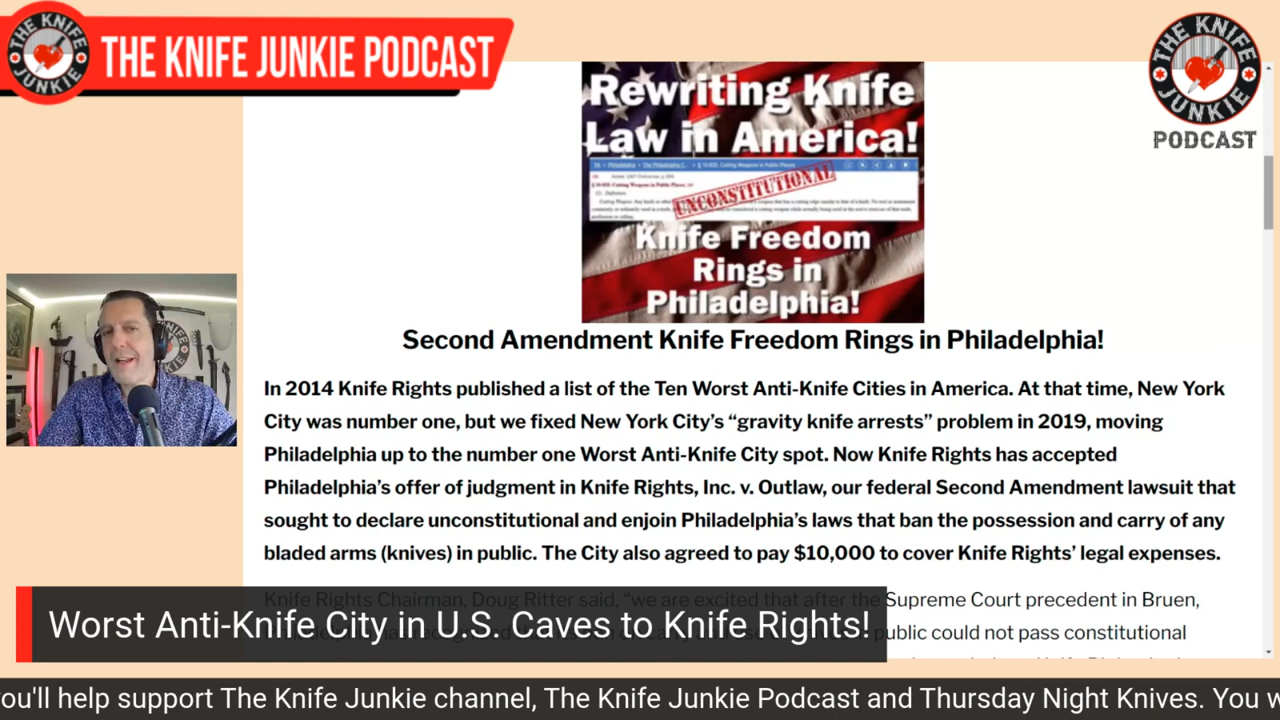 THE KNIFE JUNKIE
THE KNIFE JUNKIE PODCAST
THE KNIFE JUNKIE
PODCAST
Rewriting Knife
Law in America!
UNCONSTITUTIONAL
Knife Freedom
Rings in
Philadelphia!
Second Amendment Knife Freedom Rings in Philadelphia!
In 2014 Knife Rights published a list of the Ten Worst Anti-Knife Cities in America. At that time, New York
City was number one, but we fixed New York City’s “gravity knife arrests” problem in 2019, moving
Philadelphia up to the number one Worst Anti-Knife City spot. Now Knife Rights has accepted
Philadelphia’s offer of judgment in Knife Rights, Inc. v. Outlaw, our federal Second Amendment lawsuit that
sought to declare unconstitutional and enjoin Philadelphia’s laws that ban the possession and carry of any
bladed arms (knives) in public. The City also agreed to pay $10,000 to cover Knife Rights’ legal expenses.
Knife Rights Chairman, Doug Ritter said, “we are excited that after the Supreme Court precedent in Bruen,
public could not pass constitutional
Worst Anti-Knife City in U.S. Caves to Knife Rights!
you'll help support The Knife Junkie channel, The Knife Junkie Podcast and Thursday Night Knives. You w